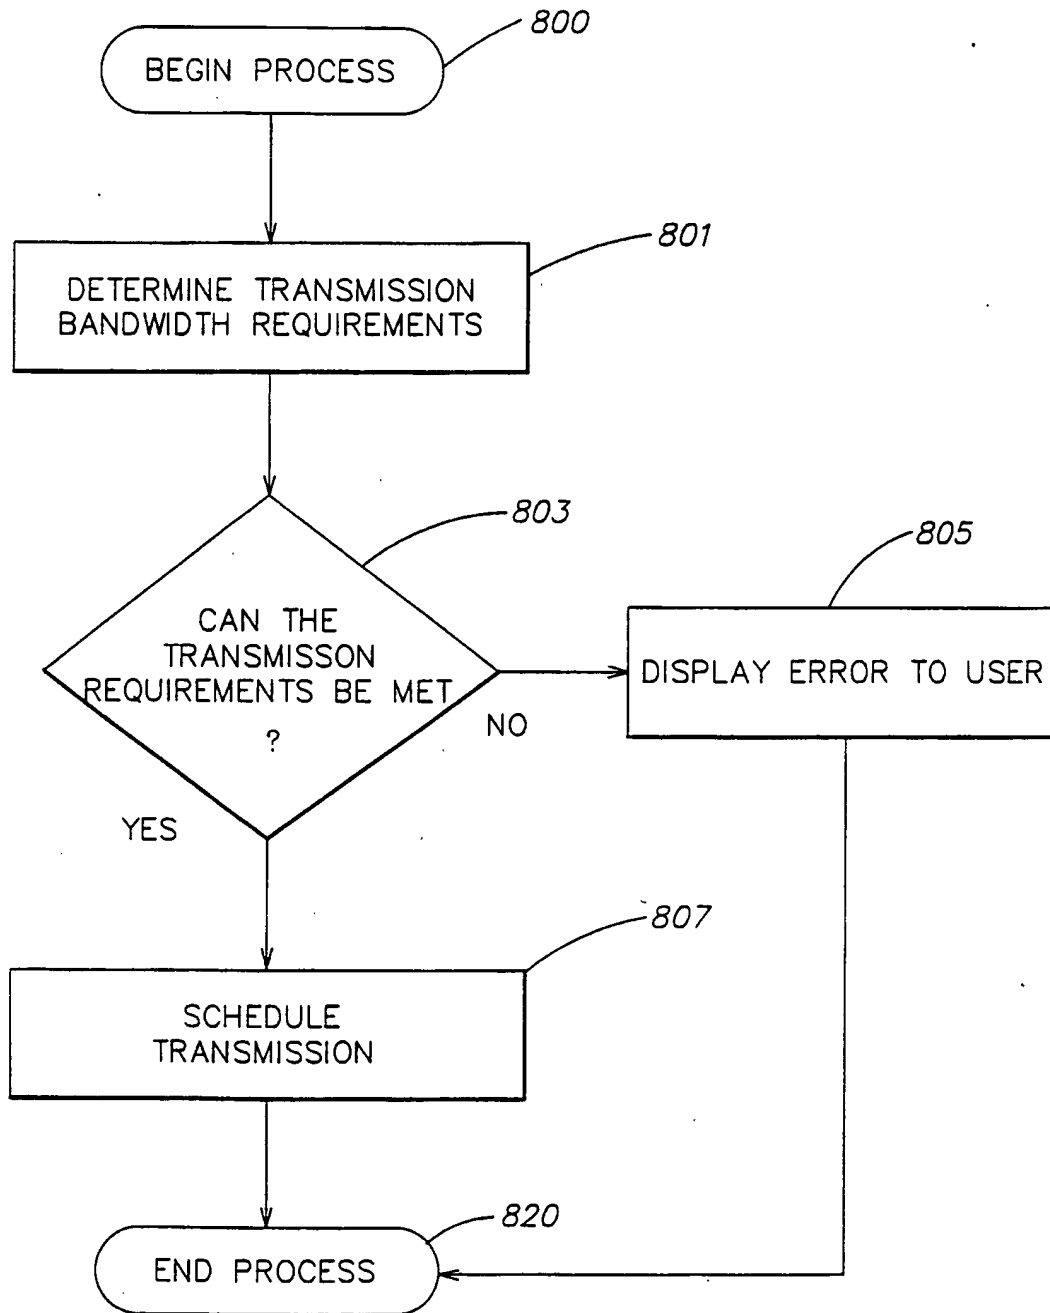 800
BEGIN PROCESS
801
DETERMINE TRANSMISSION
BANDWIDTH REQUIREMENTS
803
CAN THE
TRANSMISSON
REQUIREMENTS BE MET
?
NO
YES
805
DISPLAY ERROR TO USER
807
SCHEDULE
TRANSMISSION
820
END PROCESS